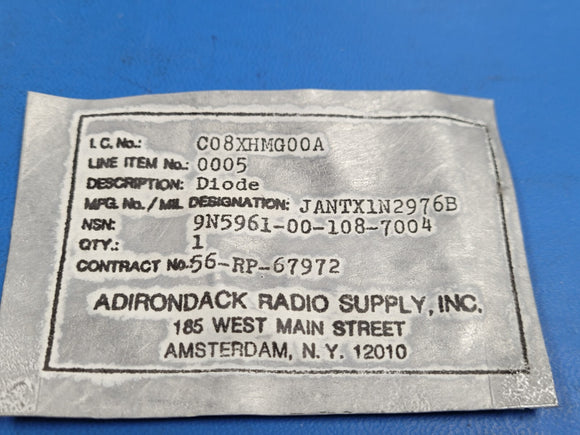 I.C. No.: C08XHMG00A
LINE ITEM No.: 0005
DESCRIPTION: Diode
MFG. No./MIL DESIGNATION: JANTX1N2976B
NSN: 9N5961-00-108-7004
QTY.: 1
CONTRACT No. 56-RP-67972
ADIRONDACK RADIO SUPPLY, INC.
185 WEST MAIN STREET
AMSTERDAM, N.Y. 12010